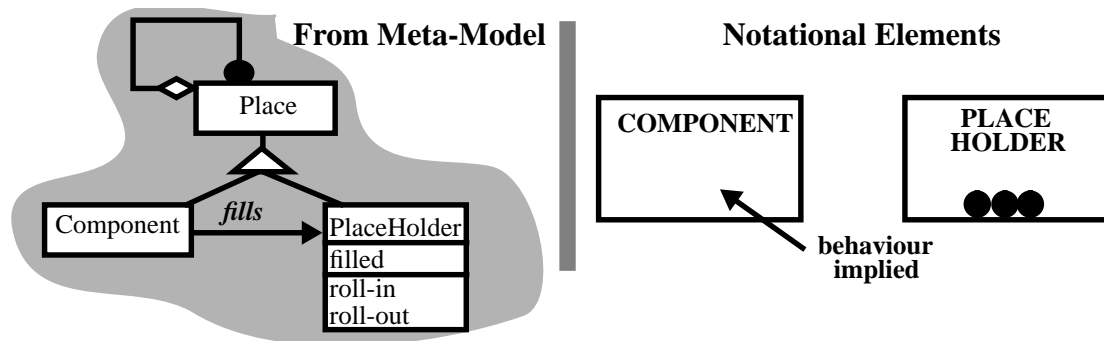 From Meta-Model
Place
Component
fills
PlaceHolder
filled
roll-in
roll-out
Notational Elements
COMPONENT
behaviour
implied
PLACE
HOLDER